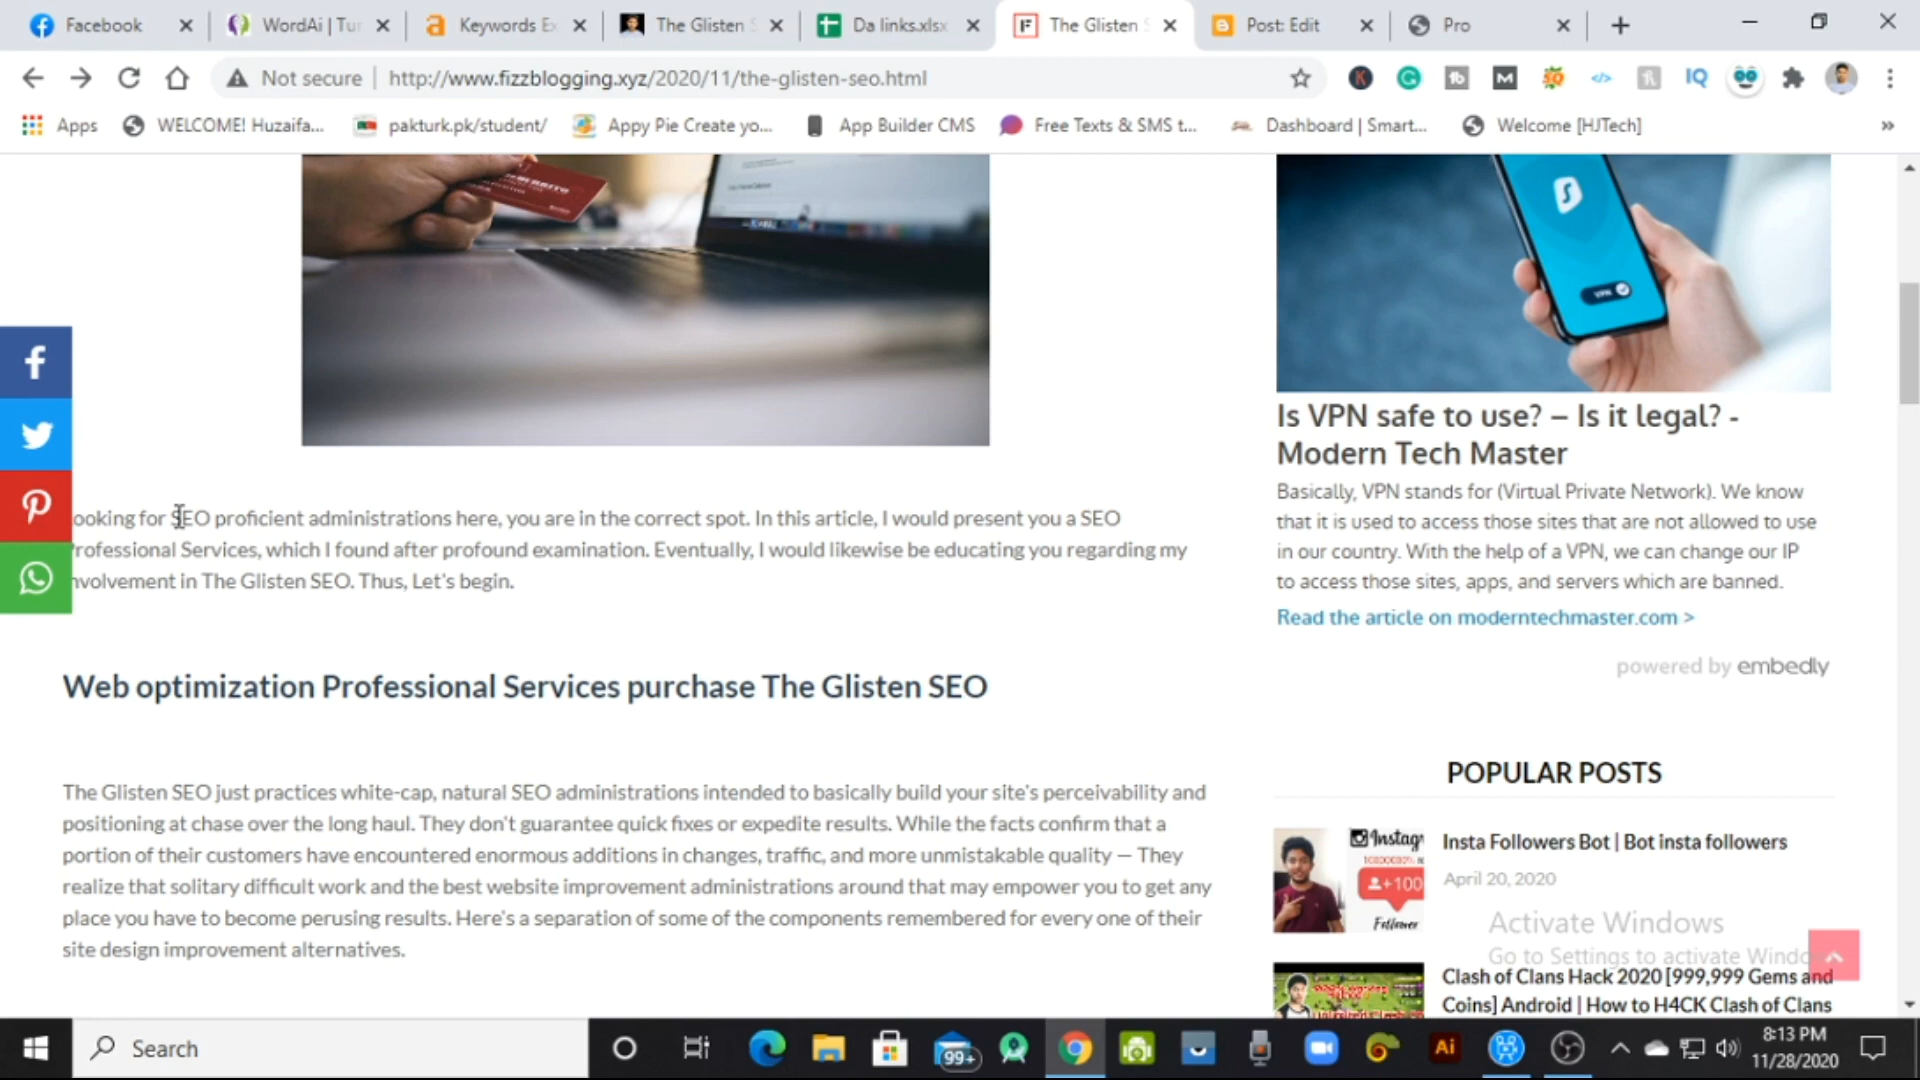 Facebook
WordAi | Tur
Keywords Ex
The Glisten S
Da links.xlsx
The Glisten S
Post: Edit
Pro
Not secure
http://www.fizzblogging.xyz/2020/11/the-glisten-seo.html
IQ
Apps
WELCOME! Huzaifa...
pakturk.pk/student/
Appy Pie Create yo...
App Builder CMS
Free Texts & SMS t...
Dashboard | Smart...
Welcome [HJTech]
VPN
Is VPN safe to use? – Is it legal? -
Modern Tech Master
Basically, VPN stands for (Virtual Private Network). We know
that it is used to access those sites that are not allowed to use
in our country. With the help of a VPN, we can change our IP
to access those sites, apps, and servers which are banned.
Read the article on moderntechmaster.com >
powered by embedly
ooking for SEO proficient administrations here, you are in the correct spot. In this article, I would present you a SEO
rofessional Services, which I found after profound examination. Eventually, I would likewise be educating you regarding my
nvolvement in The Glisten SEO. Thus, Let's begin.
Web optimization Professional Services purchase The Glisten SEO
The Glisten SEO just practices white-cap, natural SEO administrations intended to basically build your site's perceivability and
positioning at chase over the long haul. They don't guarantee quick fixes or expedite results. While the facts confirm that a
portion of their customers have encountered enormous additions in changes, traffic, and more unmistakable quality — They
realize that solitary difficult work and the best website improvement administrations around that may empower you to get any
place you have to become perusing results. Here's a separation of some of the components remembered for every one of their
site design improvement alternatives.
POPULAR POSTS
Instagr
+100
Follower
Insta Followers Bot | Bot insta followers
April 20, 2020
Activate Windows
Go to Settings to activate Windo
Clash of Clans Hack 2020 [999,999 Gems and
Coins] Android | How to H4CK Clash of Clans
Search
99+
Ai
8:13 PM
11/28/2020